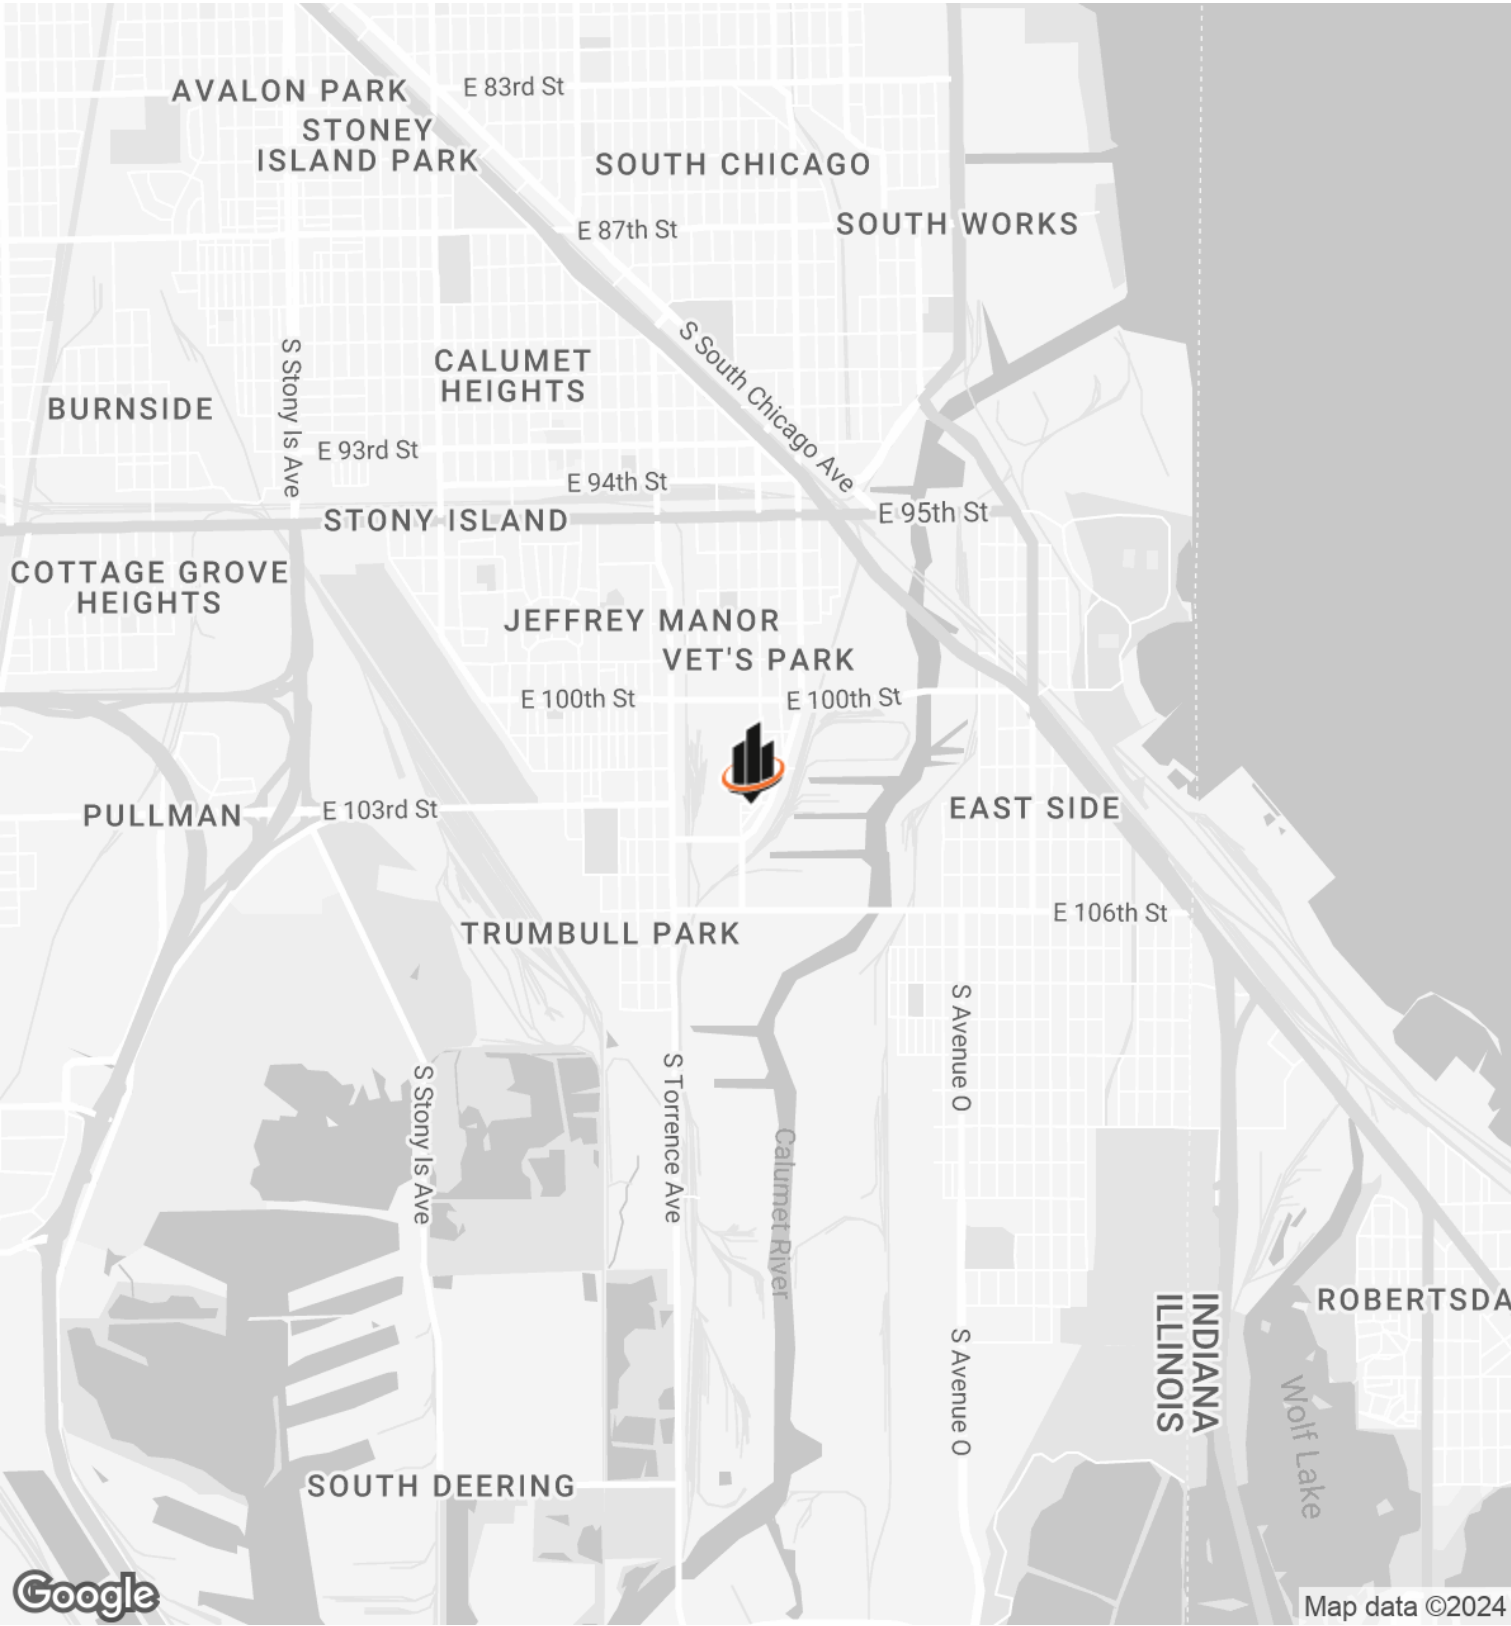 AVALON PARK
E 83rd St
STONEY
ISLAND PARK
SOUTH CHICAGO
SOUTH WORKS
E 87th St
S South Chicago Ave
S Stony Is Ave
CALUMET
HEIGHTS
BURNSIDE
E 93rd St
E 94th St
STONY ISLAND
E 95th St
COTTAGE GROVE
HEIGHTS
JEFFREY MANOR
VET'S PARK
E 100th St
E 100th St
PULLMAN
E 103rd St
EAST SIDE
E 106th St
TRUMBULL PARK
S Avenue O
S Stony Is Ave
S Torrence Ave
Calumet River
ROBERTSDA
INDIANA
ILLINOIS
S Avenue O
Wolf Lake
SOUTH DEERING
Google
Map data ©2024